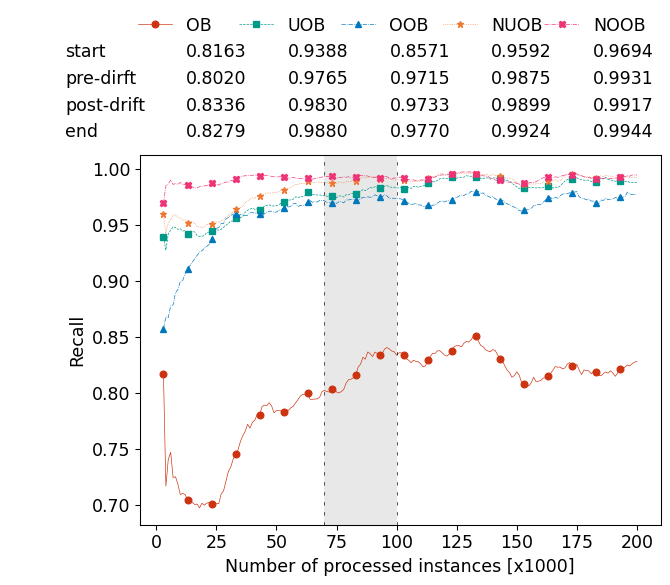 OB UOB OOB NUOB NOOB
start 0.8163 0.9388 0.8571 0.9592 0.9694
pre-dirft 0.8020 0.9765 0.9715 0.9875 0.9931
post-drift 0.8336 0.9830 0.9733 0.9899 0.9917
end 0.8279 0.9880 0.9770 0.9924 0.9944
1.00
0.95
0.90
0.85
0.80
0.75
0.70
Recall
0 25 50 75 100 125 150 175 200
Number of processed instances [x1000]